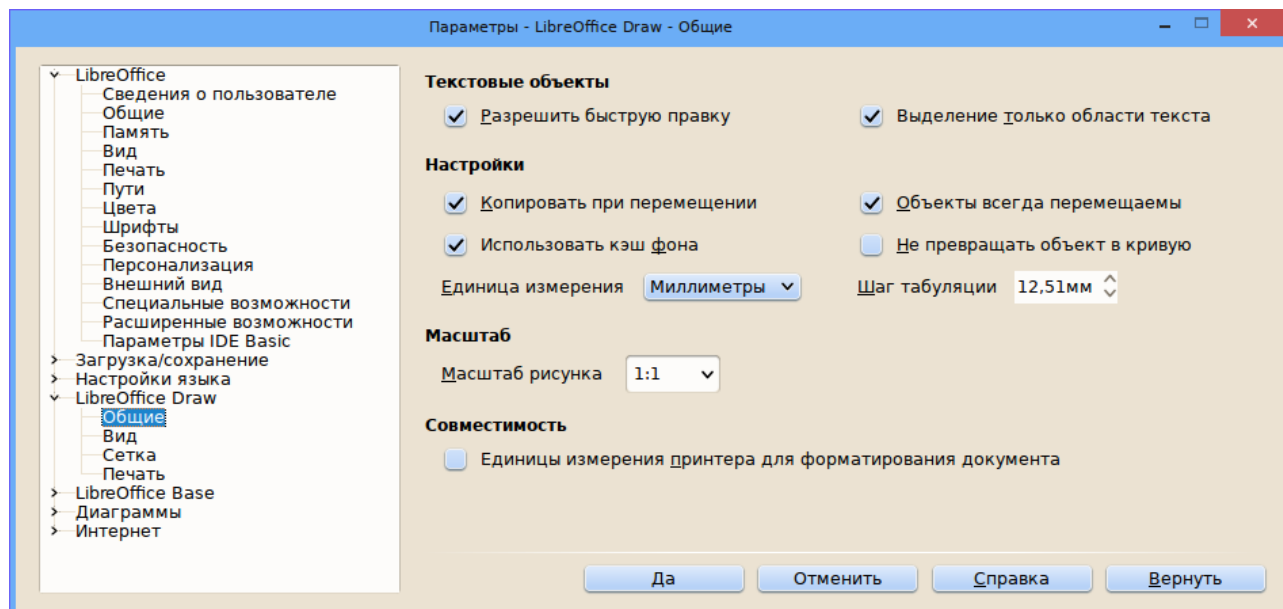 Параметры - LibreOffice Draw - Общие
LibreOffice
Сведения о пользователе
Общие
Память
Вид
Печать
Пути
Цвета
Шрифты
Безопасность
Персонализация
Внешний вид
Специальные возможности
Расширенные возможности
Параметры IDE Basic
Загрузка/сохранение
Настройки языка
LibreOffice Draw
Общие
Вид
Сетка
Печать
LibreOffice Base
Диаграммы
Интернет
Текстовые объекты
Разрешить быструю правку Выделение только области текста
Настройки
Копировать при перемещении Объекты всегда перемещаемы
Использовать кэш фона Не превращать объект в кривую
Единица измерения Миллиметры Шаг табуляции 12,51мм
Масштаб
Масштаб рисунка 1:1
Совместимость
Единицы измерения принтера для форматирования документа
Да Отменить Справка Вернуть